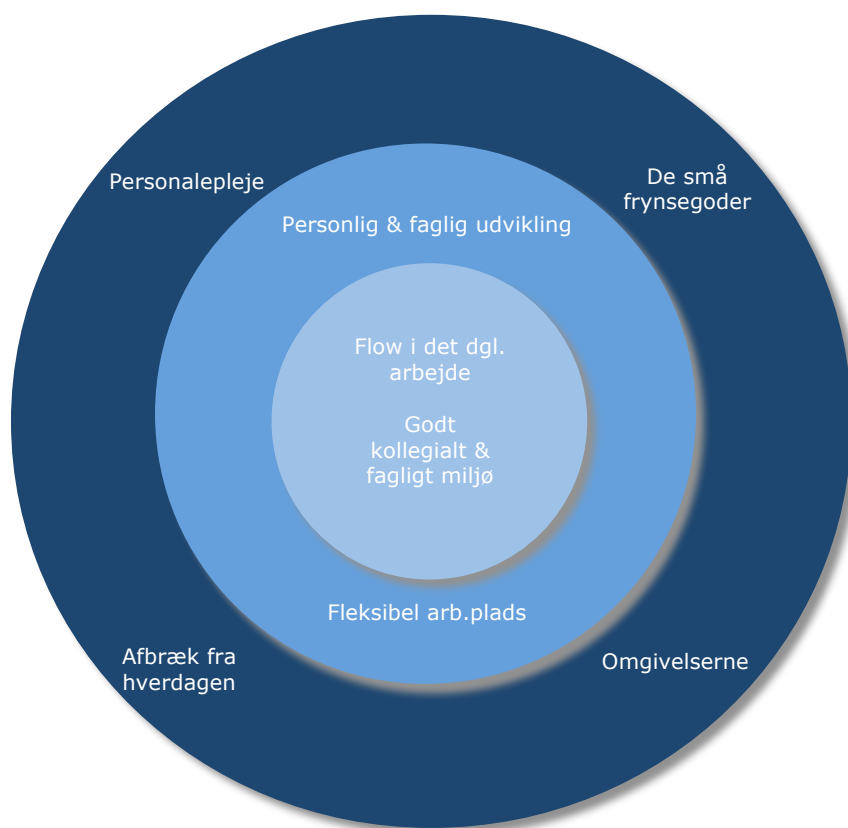 Personalepleje
De små
frynsegoder
Personlig & faglig udvikling
Flow i det dgl.
arbejde
Godt
kollegialt &
fagligt miljø
Fleksibel arb.plads
Afbræk fra
hverdagen
Omgivelserne